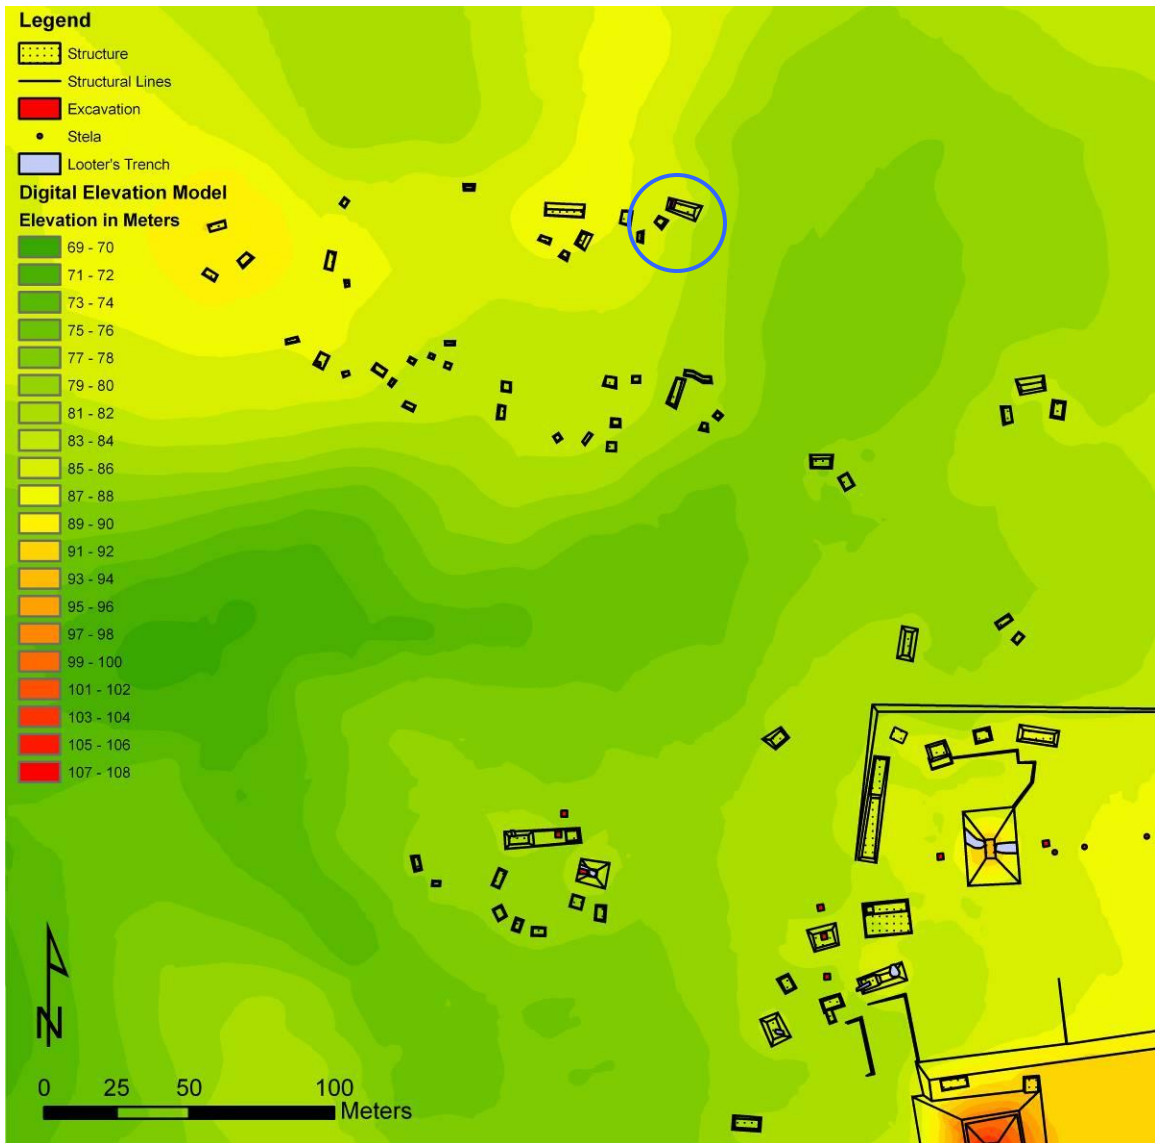 Legend
Structure
Structural Lines
Excavation
Stela
Looter's Trench
Digital Elevation Model
Elevation in Meters
69 - 70
71 - 72
73 - 74
75 - 76
77 - 78
79 - 80
81 - 82
83 - 84
85 - 86
87 - 88
89 - 90
91 - 92
93 - 94
95 - 96
97 - 98
99 - 100
101 - 102
103 - 104
105 - 106
107 - 108
N
0 25 50 100
Meters